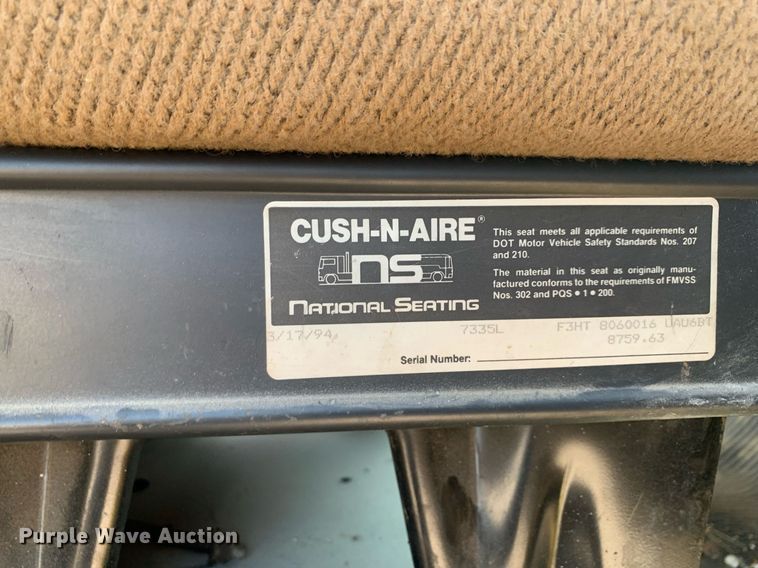 CUSH-N-AIRE®
ns
NATIONAL SEATING
This seat meets all applicable requirements of
DOT Motor Vehicle Safety Standards Nos. 207
and 210.
The material in this seat as originally manu-
factured conforms to the requirements of FMVSS
Nos. 302 and PQS • 1 • 200.
3/17/94 7335L F3HT 8060016 UAU6BT
8759.63
Serial Number:
Purple Wave Auction